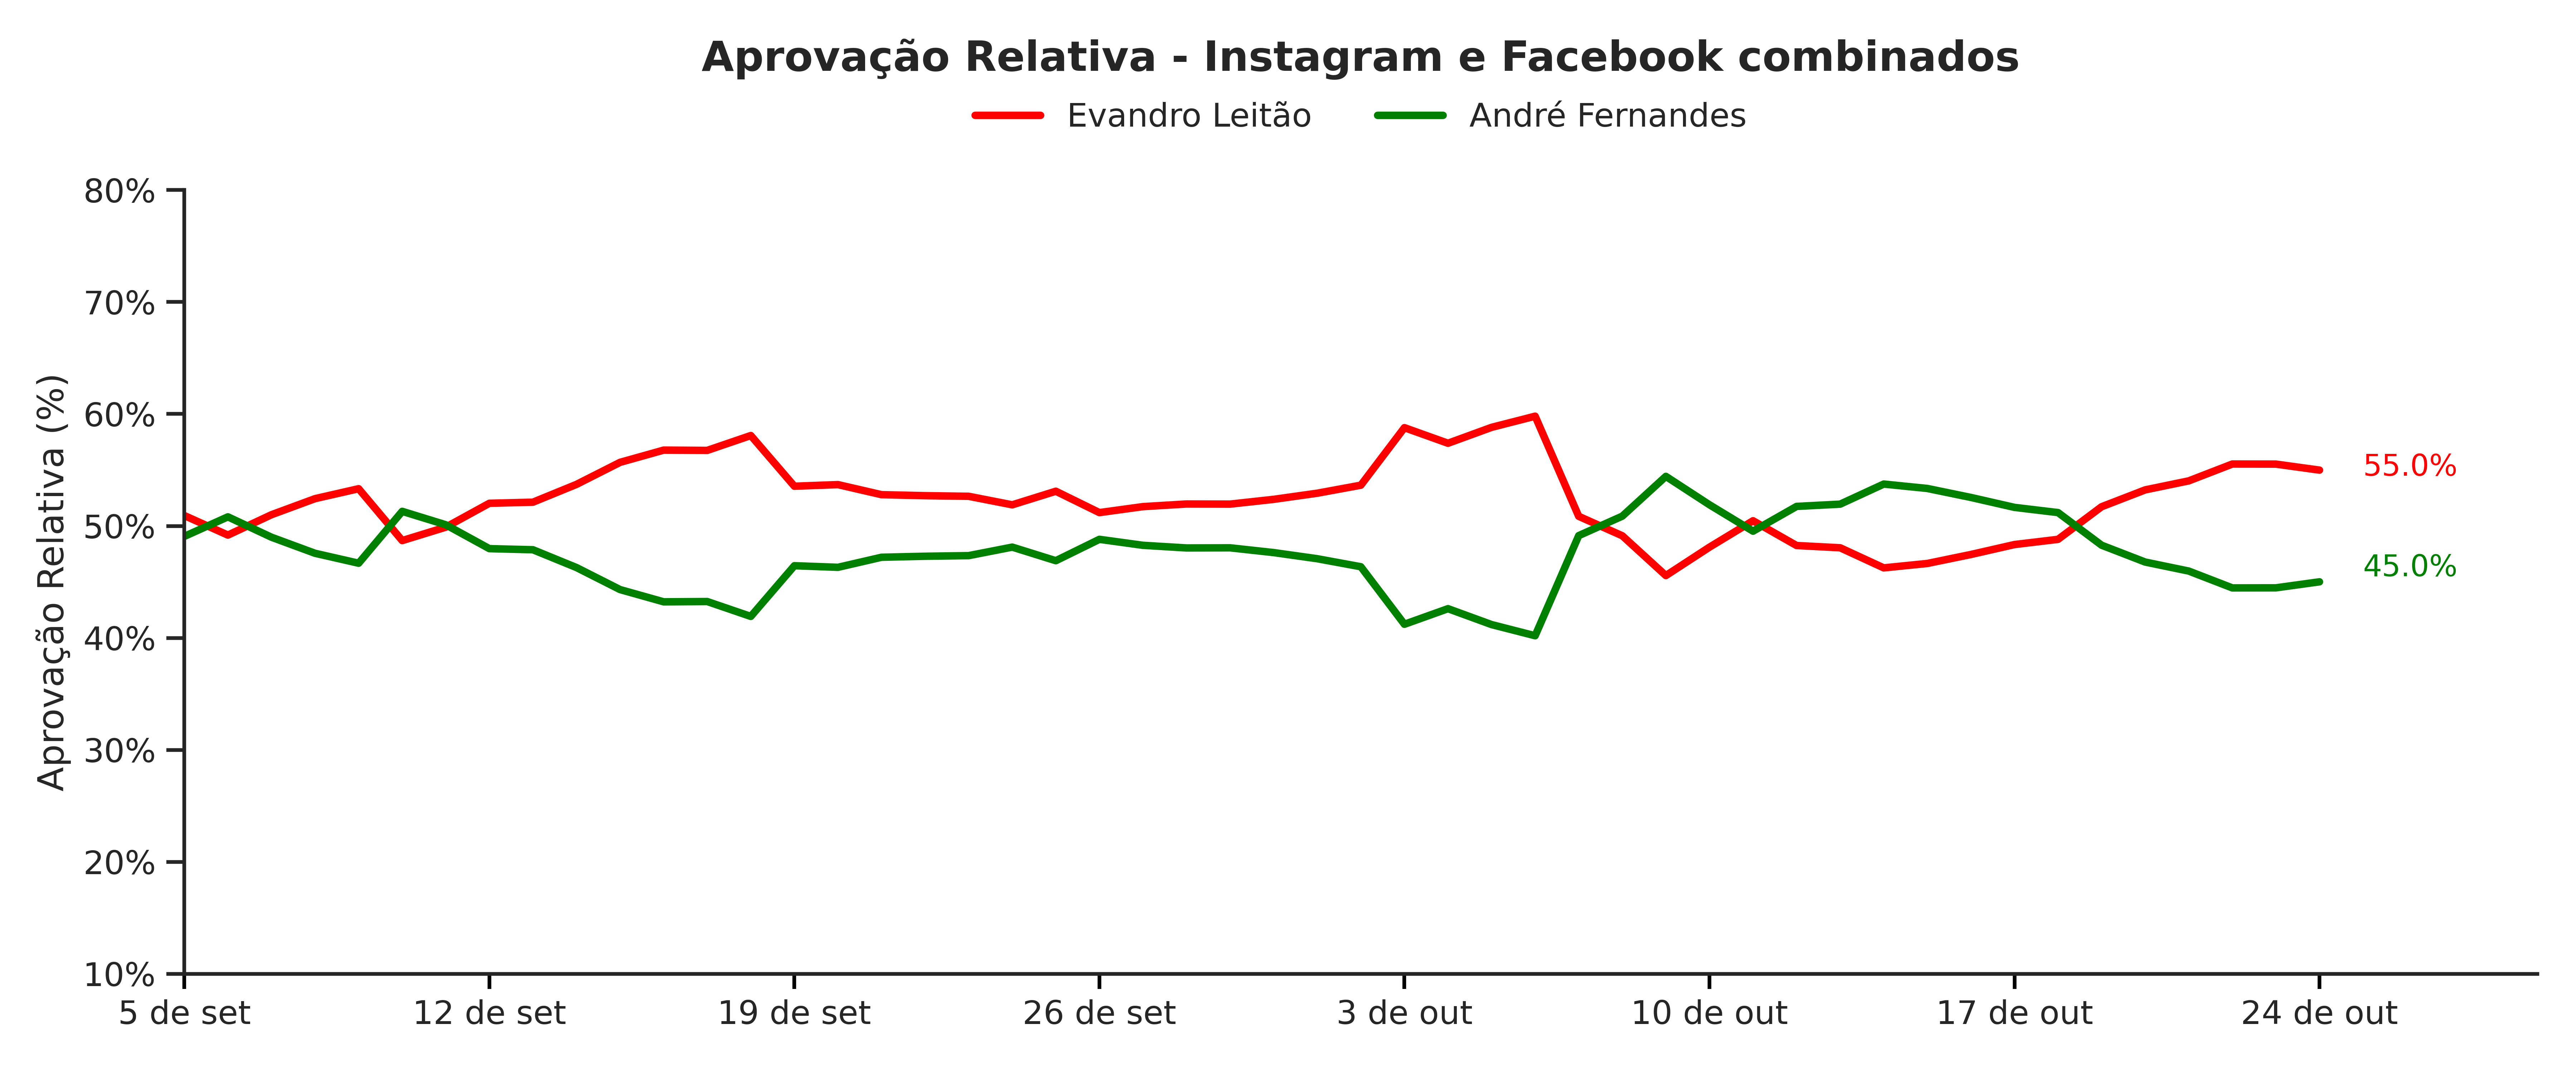 Aprovação Relativa - Instagram e Facebook combinados
Evandro Leitão
André Fernandes
Aprovação Relativa (%)
80%
70%
60%
50%
40%
30%
20%
10%
55.0%
45.0%
5 de set
12 de set
19 de set
26 de set
3 de out
10 de out
17 de out
24 de out